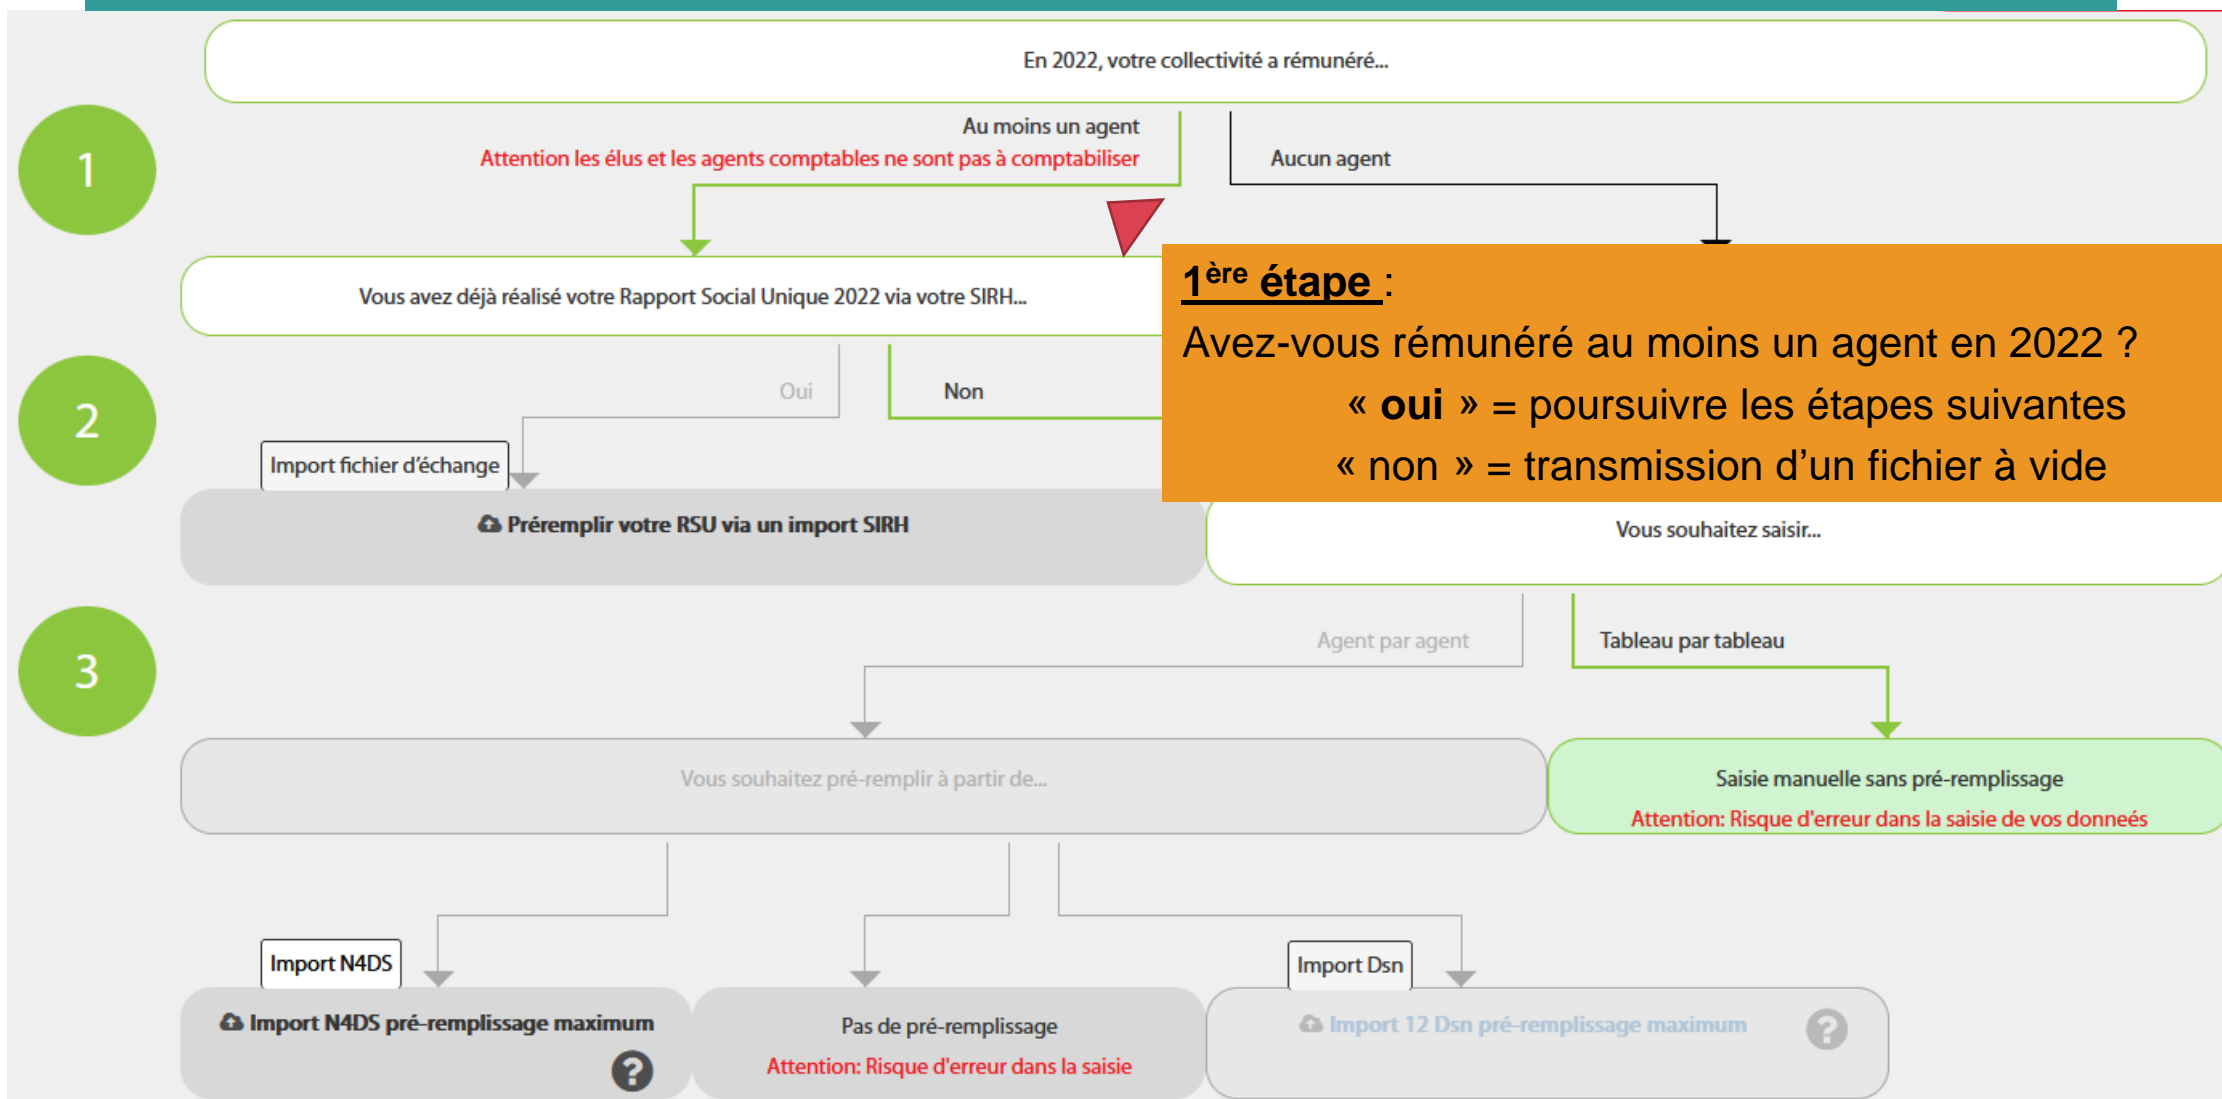 En 2022, votre collectivité a rémunéré...
1
Au moins un agent
Attention les élus et les agents comptables ne sont pas à comptabiliser
Aucun agent
Vous avez déjà réalisé votre Rapport Social Unique 2022 via votre SIRH...
1ère étape :
Avez-vous rémunéré au moins un agent en 2022 ?
« oui » = poursuivre les étapes suivantes
« non » = transmission d’un fichier à vide
2
Oui
Non
Import fichier d'échange
Préremplir votre RSU via un import SIRH
Vous souhaitez saisir...
3
Agent par agent
Tableau par tableau
Vous souhaitez pré-remplir à partir de...
Saisie manuelle sans pré-remplissage
Attention: Risque d'erreur dans la saisie de vos donneés
Import N4DS
Import Dsn
Import N4DS pré-remplissage maximum
?
Pas de pré-remplissage
Attention: Risque d'erreur dans la saisie
Import 12 Dsn pré-remplissage maximum
?